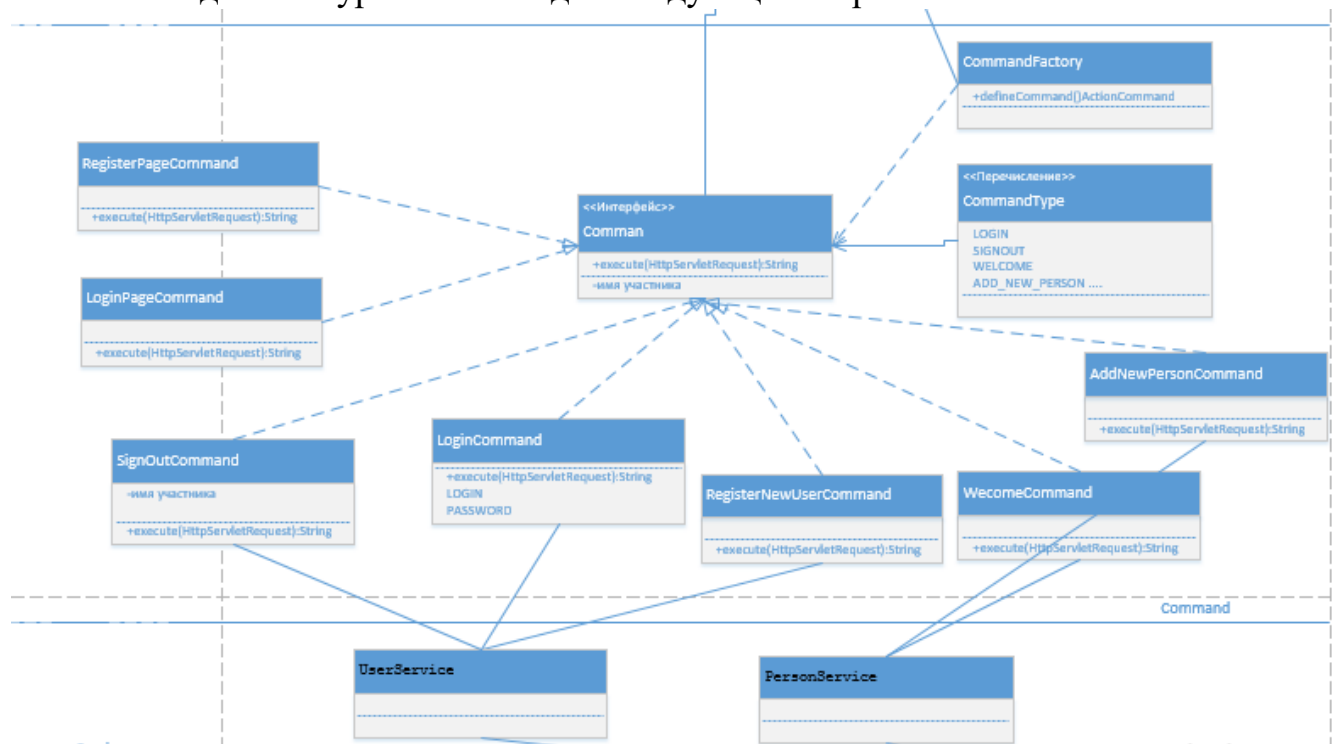 CommandFactory
+defineCommand()ActionCommand
RegisterPageCommand
+execute(HttpServletRequest):String
<<Интерфейс>>
Comman
+execute(HttpServletRequest):String
-имя участника
<<Перечисление>>
CommandType
LOGIN
SIGNOUT
WELCOME
ADD_NEW_PERSON ....
LoginPageCommand
+execute(HttpServletRequest):String
AddNewPersonCommand
+execute(HttpServletRequest):String
SignOutCommand
-имя участника
+execute(HttpServletRequest):String
LoginCommand
+execute(HttpServletRequest):String
LOGIN
PASSWORD
RegisterNewUserCommand
+execute(HttpServletRequest):String
WecomeCommand
+execute(HttpServletRequest):String
Command
UserService
PersonService